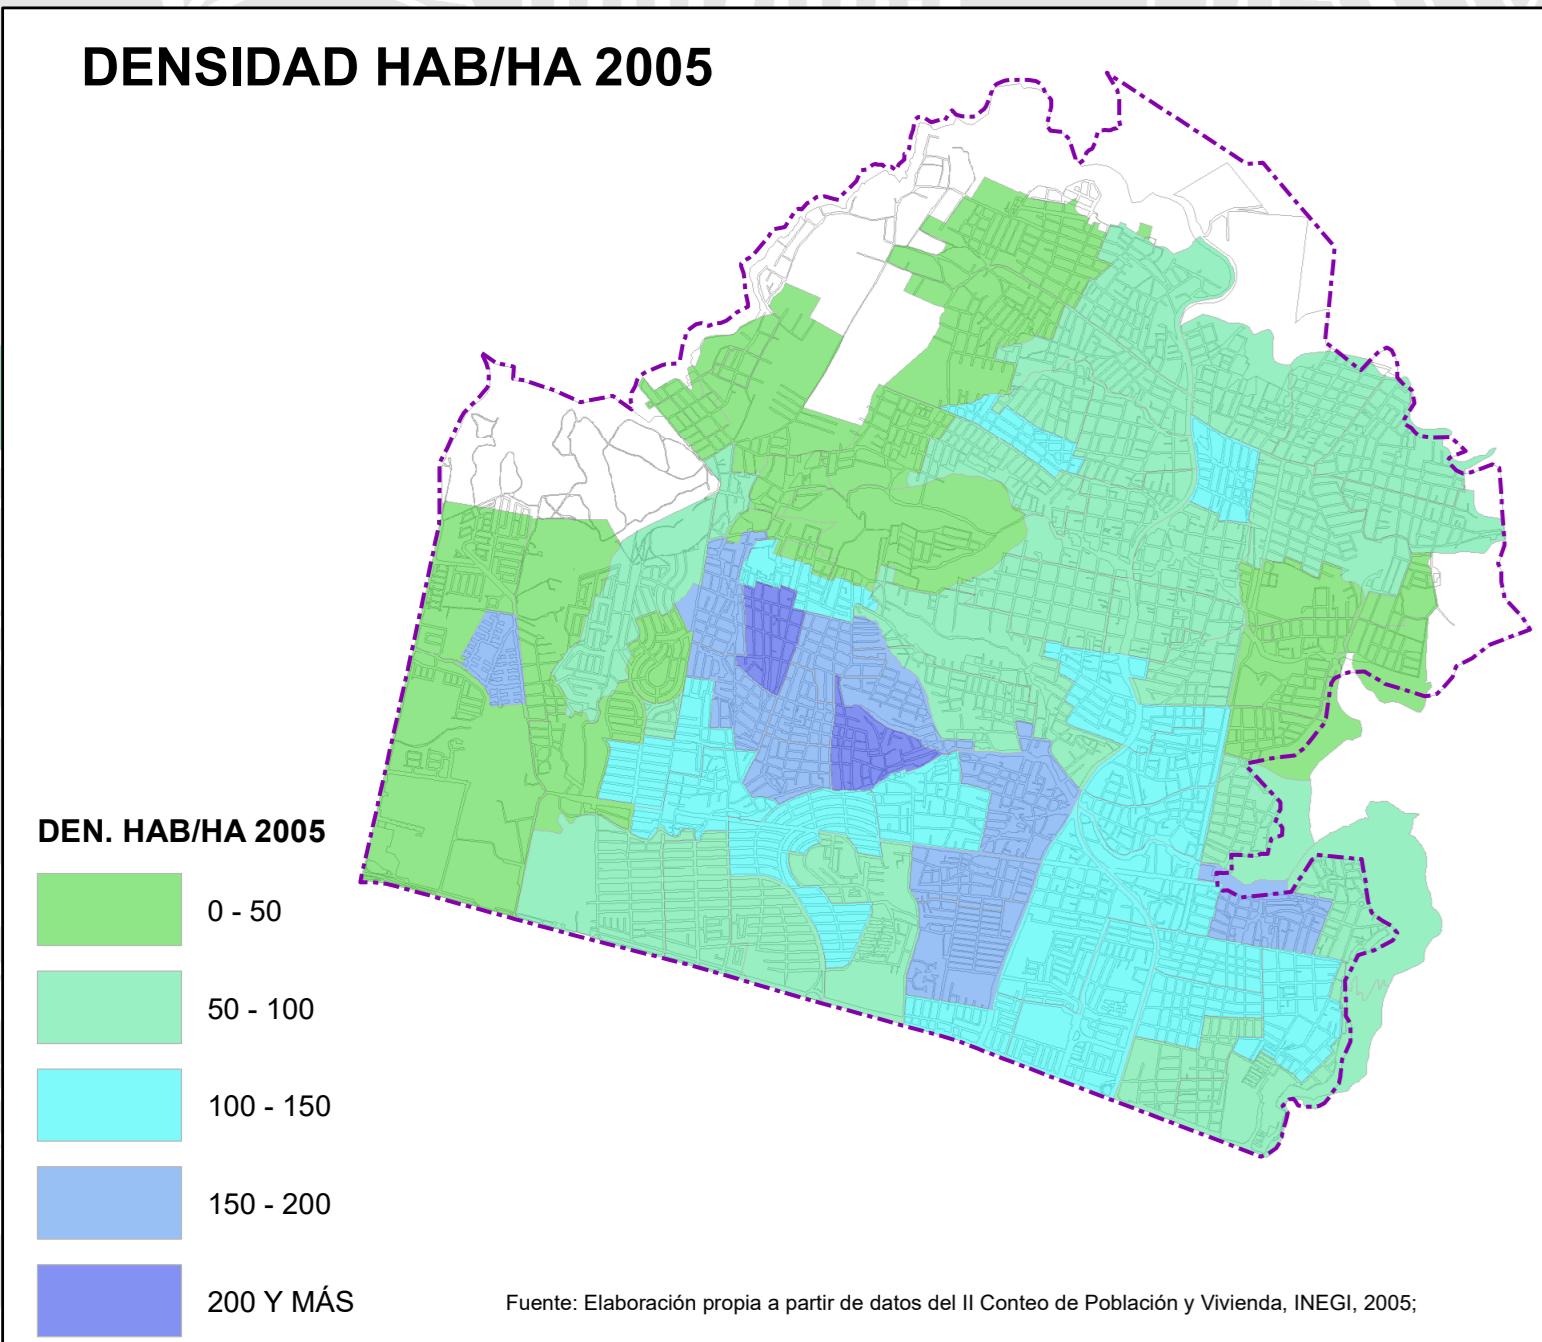 DENSIDAD HAB/HA 2005
DEN. HAB/HA 2005
0 - 50
50 - 100
100 - 150
150 - 200
200 Y MÁS
Fuente: Elaboración propia a partir de datos del II Conteo de Población y Vivienda, INEGI, 2005;